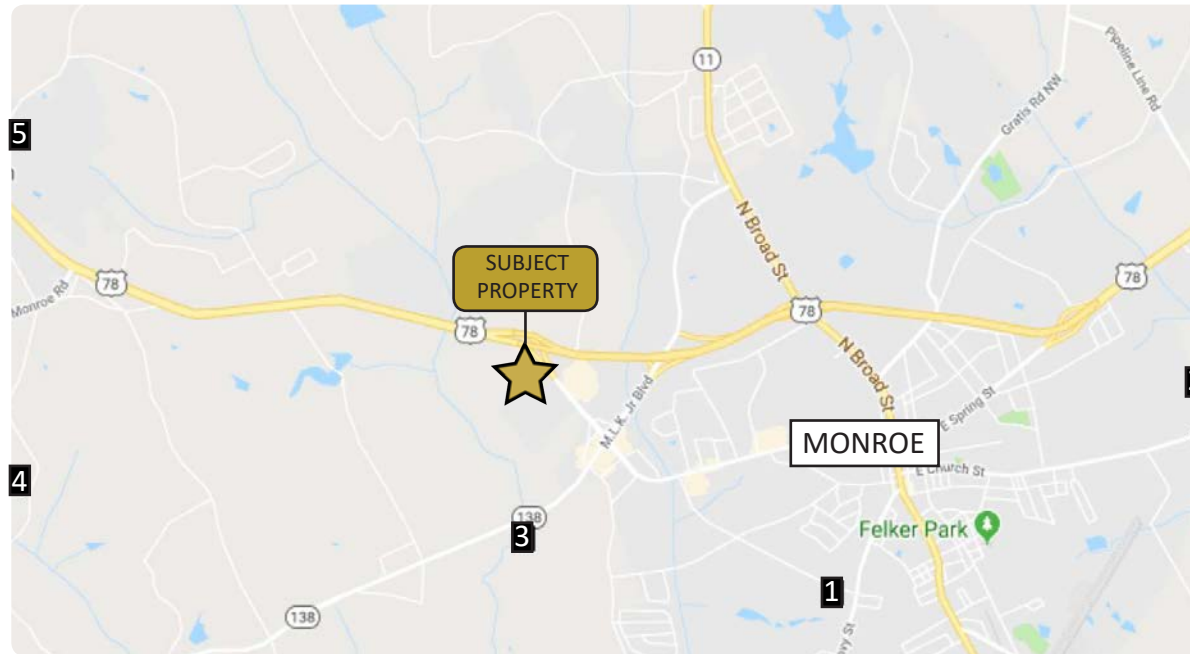 11
Pipeline Line Rd
Gratis Rd NW
5
N Broad St
SUBJECT
PROPERTY
78
78
Monroe Rd
78
78
N Broad St
M.L.K. Jr Blvd
E Spring St
MONROE
E Church St
4
138
3
Felker Park
1
138